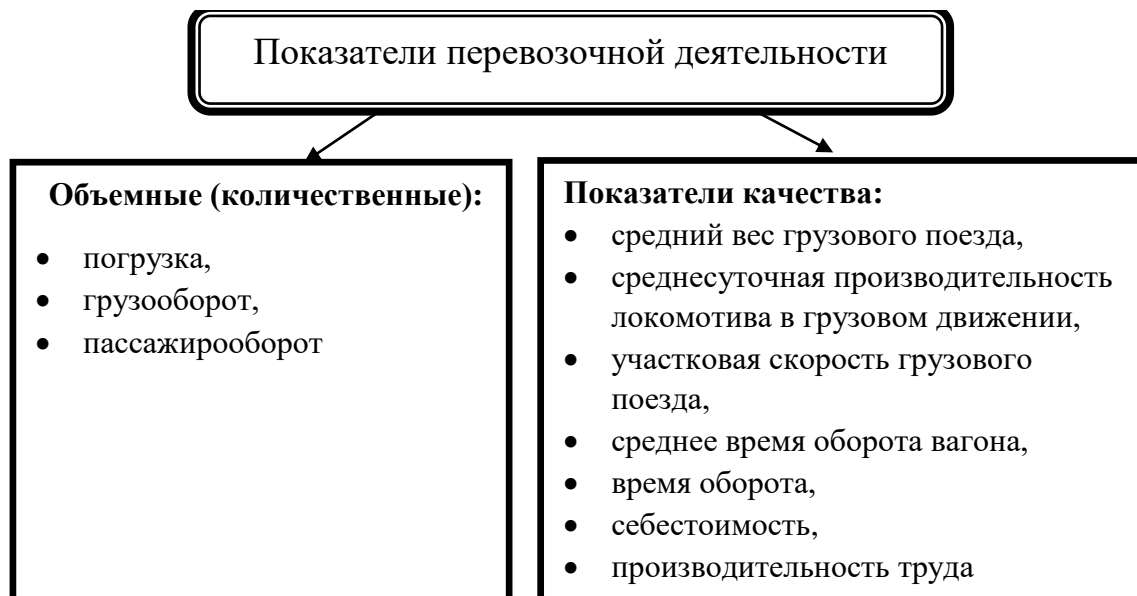 Показатели перевозочной деятельности
Объемные (количественные):
• погрузка,
• грузооборот,
• пассажирооборот
Показатели качества:
• средний вес грузового поезда,
• среднесуточная производительность
локомотива в грузовом движении,
• участковая скорость грузового
поезда,
• среднее время оборота вагона,
• время оборота,
• себестоимость,
• производительность труда